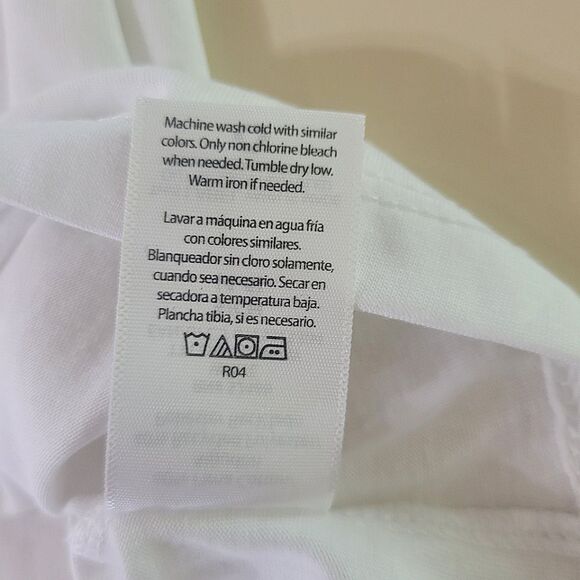 Machine wash cold with similar
colors. Only non chlorine bleach
when needed. Tumble dry low.
Warm iron if needed.
Lavar a máquina en agua fría
con colores similares.
Blanqueador sin cloro solamente,
cuando sea necesario. Secar en
secadora a temperatura baja.
Plancha tibia, si es necesario.
R04